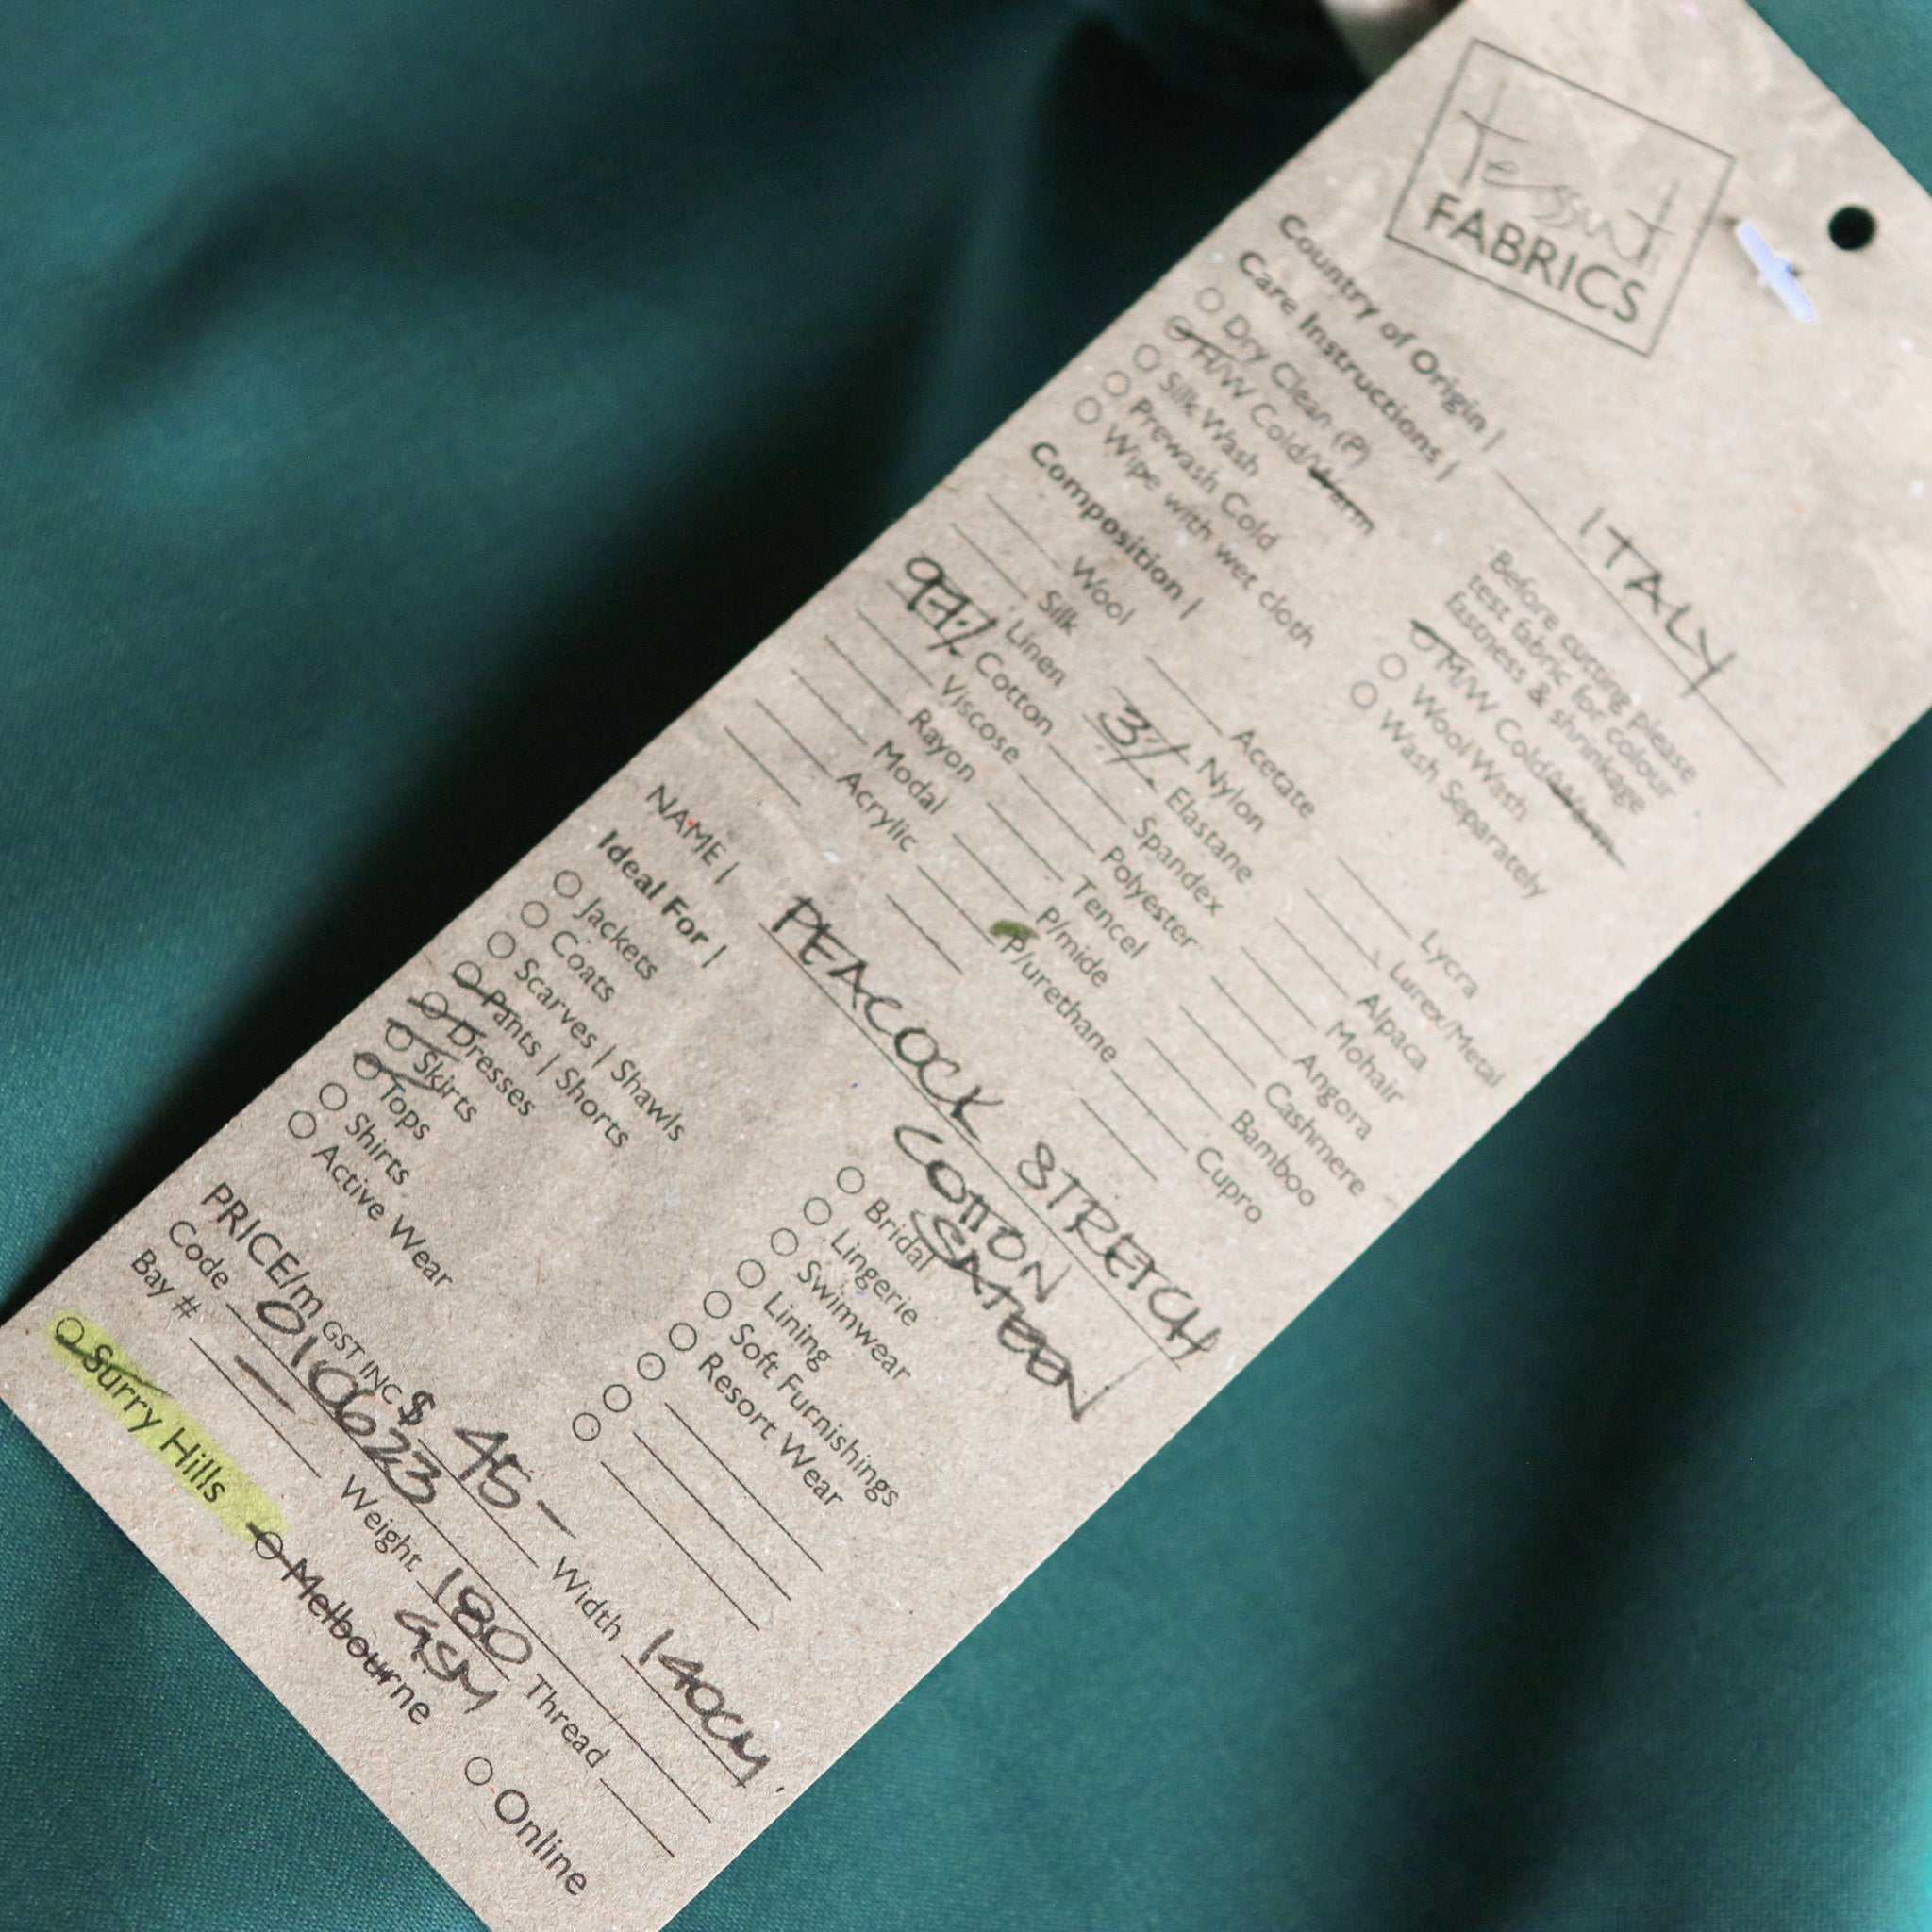 Tessuti
FABRICS
Country of Origin | ITALY
Care Instructions |
Before cutting please
test fabric for colour
fastness & shrinkage
Dry Clean (P)
H/W Cold/Warm
Silk Wash
Prewash Cold
Wipe with wet cloth
M/W Cold/Warm
Wool Wash
Wash Separately
Composition |
Wool
Silk
Linen
97% Cotton
Viscose
Rayon
Modal
Acrylic
Acetate
Nylon
3% Elastane
Spandex
Polyester
Tencel
P/mide
P/urethane
Lycra
Lurex/Metal
Alpaca
Mohair
Angora
Cashmere
Bamboo
Cupro
NAME | PEACOCK STRETCH
COTTON
SATEEN
Ideal For |
Jackets
Coats
Scarves | Shawls
Pants | Shorts
Dresses
Skirts
Tops
Shirts
Active Wear
Bridal
Lingerie
Swimwear
Lining
Soft Furnishings
Resort Wear
PRICE/m GST INC $ 45- Width 140CM
Code 010623 Weight 180 Thread
GSM
Bay # —
Surry Hills Melbourne Online